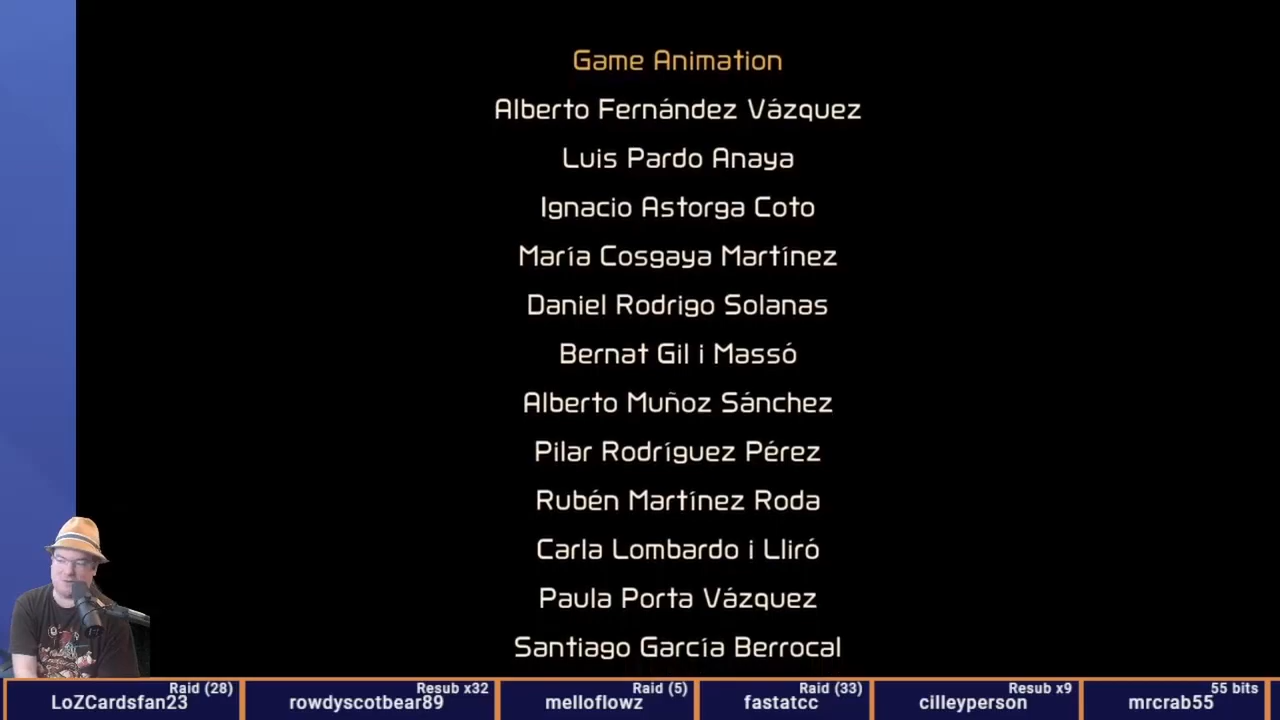 Game Animation
Alberto Fernández Vázquez
Luis Pardo Anaya
Ignacio Astorga Coto
María Cosgaya Martínez
Daniel Rodrigo Solanas
Bernat Gil i Massó
Alberto Muñoz Sánchez
Pilar Rodríguez Pérez
Rubén Martínez Roda
Carla Lombardo i Lliró
Paula Porta Vázquez
Santiago García Berrocal
Raid (28) Resub x32 Raid (5) Raid (33) Resub x9 55 bits
LoZCardsfan23 rowdyscotbear89 melloflowz fastatcc cilleyperson mrcrab55